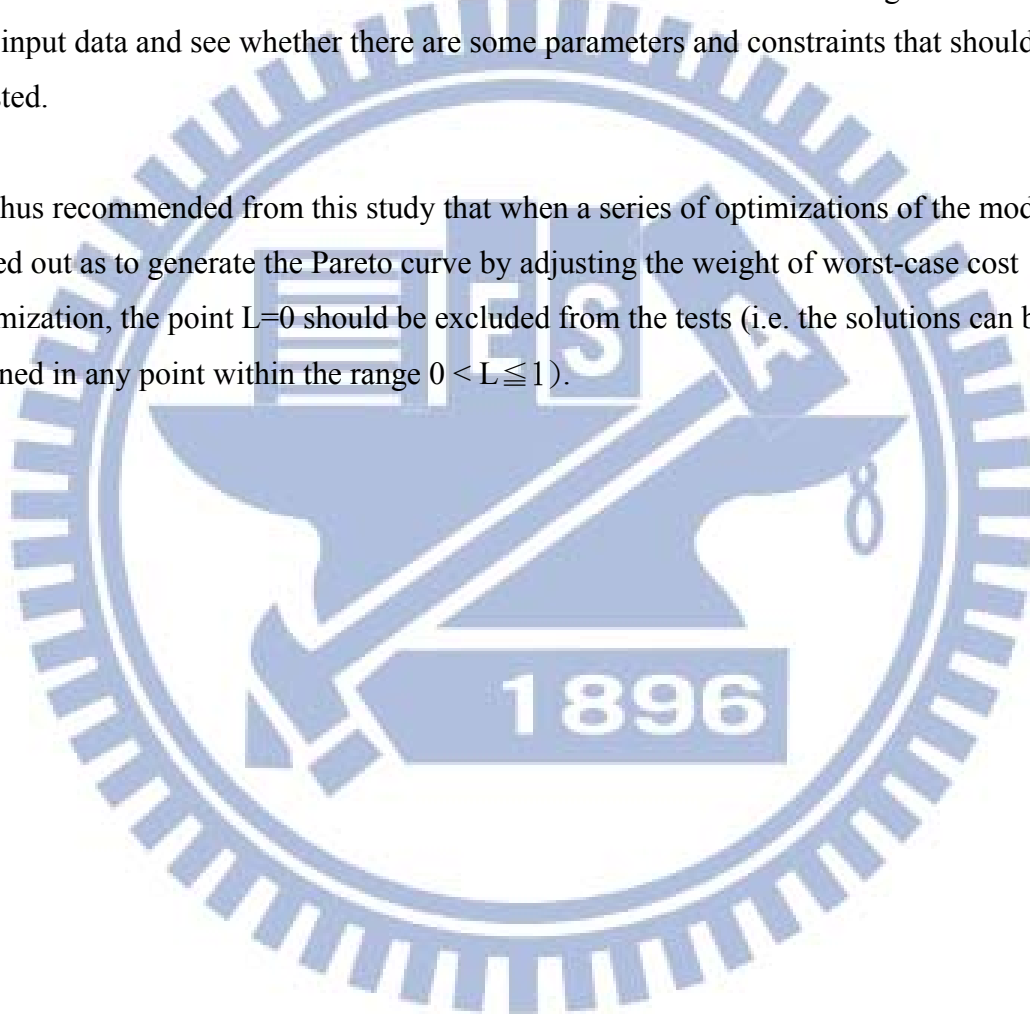 input data and see whether there are some parameters and constraints that should
ted.
hus recommended from this study that when a series of optimizations of the mod
ed out as to generate the Pareto curve by adjusting the weight of worst-case cost
mization, the point L=0 should be excluded from the tests (i.e. the solutions can b
ned in any point within the range 0 < L ≦ 1).
E S A
1896